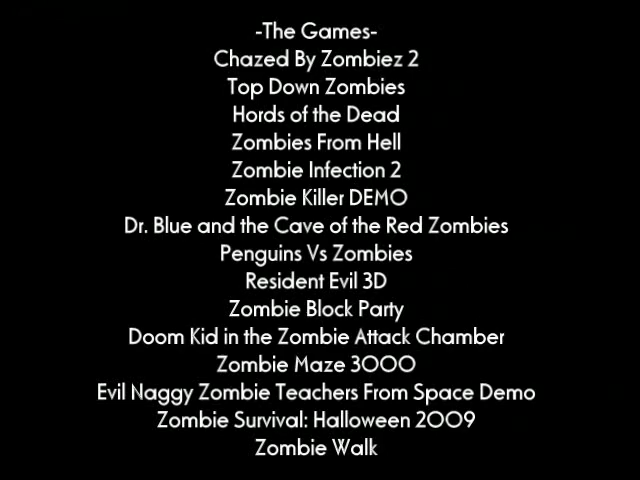 -The Games-
Chazed By Zombiez 2
Top Down Zombies
Hords of the Dead
Zombies From Hell
Zombie Infection 2
Zombie Killer DEMO
Dr. Blue and the Cave of the Red Zombies
Penguins Vs Zombies
Resident Evil 3D
Zombie Block Party
Doom Kid in the Zombie Attack Chamber
Zombie Maze 3000
Evil Naggy Zombie Teachers From Space Demo
Zombie Survival: Halloween 2009
Zombie Walk